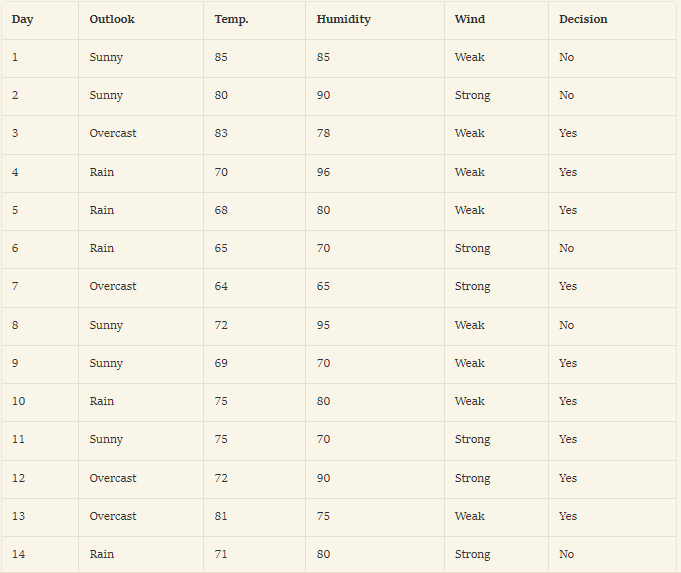 Day Outlook Temp. Humidity Wind Decision
1 Sunny 85 85 Weak No
2 Sunny 80 90 Strong No
3 Overcast 83 78 Weak Yes
4 Rain 70 96 Weak Yes
5 Rain 68 80 Weak Yes
6 Rain 65 70 Strong No
7 Overcast 64 65 Strong Yes
8 Sunny 72 95 Weak No
9 Sunny 69 70 Weak Yes
10 Rain 75 80 Weak Yes
11 Sunny 75 70 Strong Yes
12 Overcast 72 90 Strong Yes
13 Overcast 81 75 Weak Yes
14 Rain 71 80 Strong No